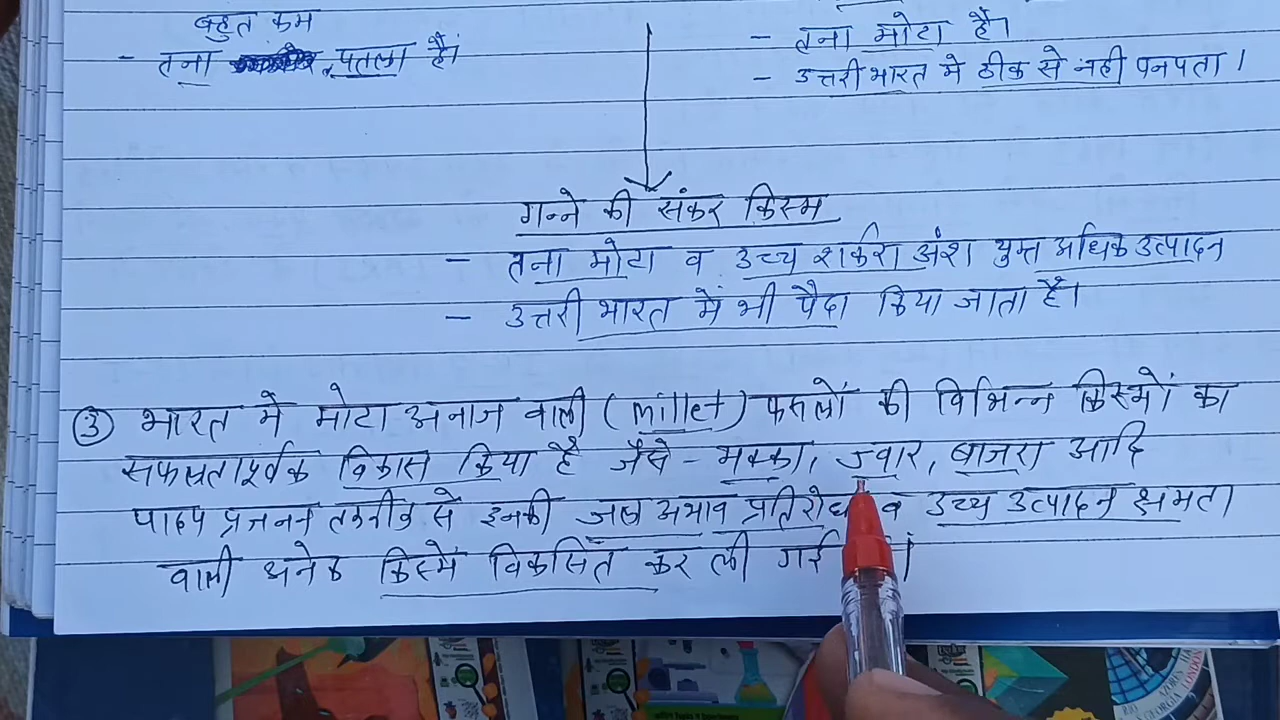 बहुत कम
- तना पतला है।
- तना मोटा है।
- उत्तरी भारत मे ठीक से नही पनपता।
गन्ने की संकर किस्म
- तना मोटा व उच्च शर्करा अंश युक्त अधिक उत्पादन
- उत्तरी भारत में भी पैदा किया जाता है।
③ भारत मे मोटा अनाज वाली (millet) फसलों की विभिन्न किस्मों का
सफलतापूर्वक विकास किया है जैसे - मक्का, ज्वार, बाजरा आदि
पादप प्रजनन तकनीक से इनकी जल अभाव प्रतिरोध व उच्च उत्पादन क्षमता
वाली अनेक किस्में विकसित कर ली गई